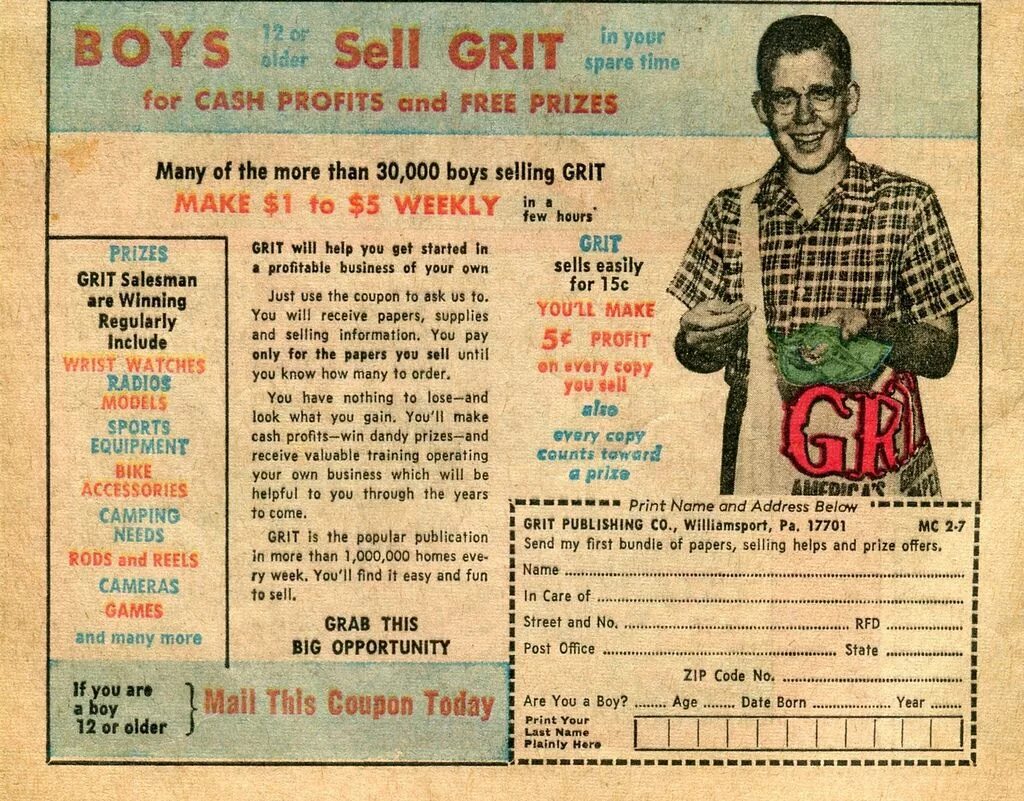 BOYS 12 or older Sell GRIT in your spare time
for CASH PROFITS and FREE PRIZES
Many of the more than 30,000 boys selling GRIT
MAKE $1 to $5 WEEKLY in a few hours
PRIZES
GRIT Salesman
are Winning
Regularly
Include
WRIST WATCHES
RADIOS
MODELS
SPORTS
EQUIPMENT
BIKE
ACCESSORIES
CAMPING
NEEDS
RODS and REELS
CAMERAS
GAMES
and many more
GRIT will help you get started in
a profitable business of your own
Just use the coupon to ask us to.
You will receive papers, supplies
and selling information. You pay
only for the papers you sell until
you know how many to order.
You have nothing to lose—and
look what you gain. You'll make
cash profits—win dandy prizes—and
receive valuable training operating
your own business which will be
helpful to you through the years
to come.
GRIT is the popular publication
in more than 1,000,000 homes eve-
ry week. You'll find it easy and fun
to sell.
GRAB THIS
BIG OPPORTUNITY
GRIT
sells easily
for 15c
YOU'LL MAKE
5¢ PROFIT
on every copy
you sell
also
every copy
counts toward
a prize
GRIT
AMERICA'S
If you are
a boy
12 or older
Mail This Coupon Today
Print Name and Address Below
GRIT PUBLISHING CO., Williamsport, Pa. 17701 MC 2-7
Send my first bundle of papers, selling helps and prize offers.
Name
In Care of
Street and No. RFD
Post Office State
ZIP Code No.
Are You a Boy? Age Date Born Year
Print Your
Last Name
Plainly Here